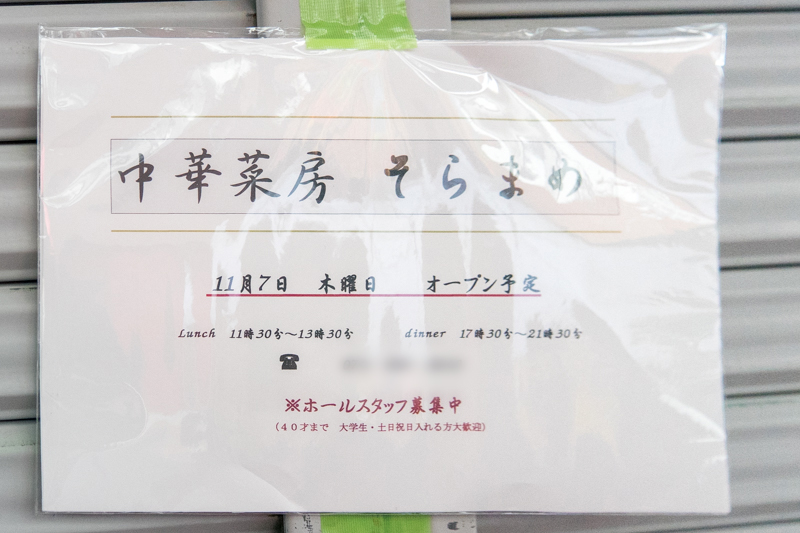 中華菜房 そらまめ
11月7日 木曜日 オープン予定
Lunch 11時30分～13時30分 dinner 17時30分～21時30分
☎
※ホールスタッフ募集中
（４０才まで 大学生・土日祝日入れる方大歓迎）